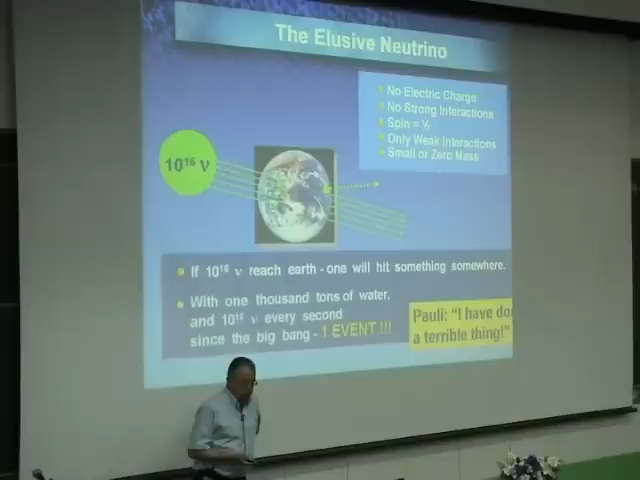 The Elusive Neutrino
No Electric Charge
No Strong Interactions
Spin = ½
Only Weak Interactions
Small or Zero Mass
10¹⁶ ν
If 10¹⁶ ν reach earth - one will hit something somewhere.
With one thousand tons of water,
and 10¹⁶ ν every second
since the big bang - 1 EVENT !!!
Pauli: “I have do
a terrible thing!”